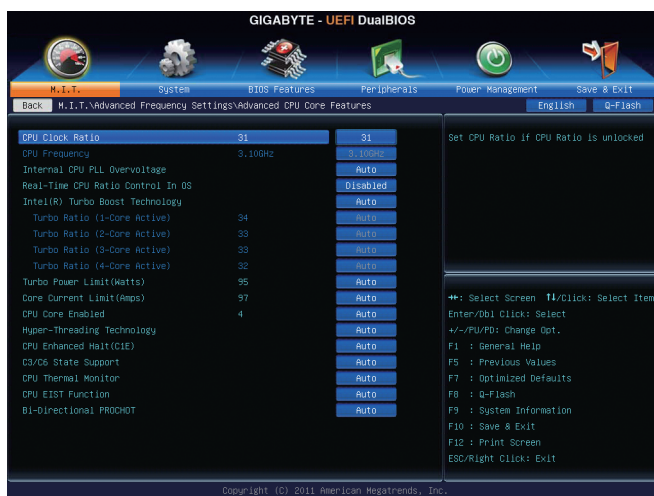 GIGABYTE - UEFI DualBIOS
M.I.T. System BIOS Features Peripherals Power Management Save & Exit
Back M.I.T.\Advanced Frequency Settings\Advanced CPU Core Features English Q-Flash
CPU Clock Ratio 31 31
CPU Frequency 3.10GHz 3.10GHz
Internal CPU PLL Overvoltage Auto
Real-Time CPU Ratio Control In OS Disabled
Intel(R) Turbo Boost Technology Auto
Turbo Ratio (1-Core Active) 34 Auto
Turbo Ratio (2-Core Active) 33 Auto
Turbo Ratio (3-Core Active) 33 Auto
Turbo Ratio (4-Core Active) 32 Auto
Turbo Power Limit(Watts) 95 Auto
Core Current Limit(Amps) 97 Auto
CPU Core Enabled 4 Auto
Hyper-Threading Technology Auto
CPU Enhanced Halt(C1E) Auto
C3/C6 State Support Auto
CPU Thermal Monitor Auto
CPU EIST Function Auto
Bi-Directional PROCHOT Auto
Set CPU Ratio if CPU Ratio is unlocked
→←: Select Screen ↑↓/Click: Select Item
Enter/Dbl Click: Select
+/-/PU/PD: Change Opt.
F1 : General Help
F5 : Previous Values
F7 : Optimized Defaults
F8 : Q-Flash
F9 : System Information
F10 : Save & Exit
F12 : Print Screen
ESC/Right Click: Exit
Copyright (C) 2011 American Megatrends, Inc.